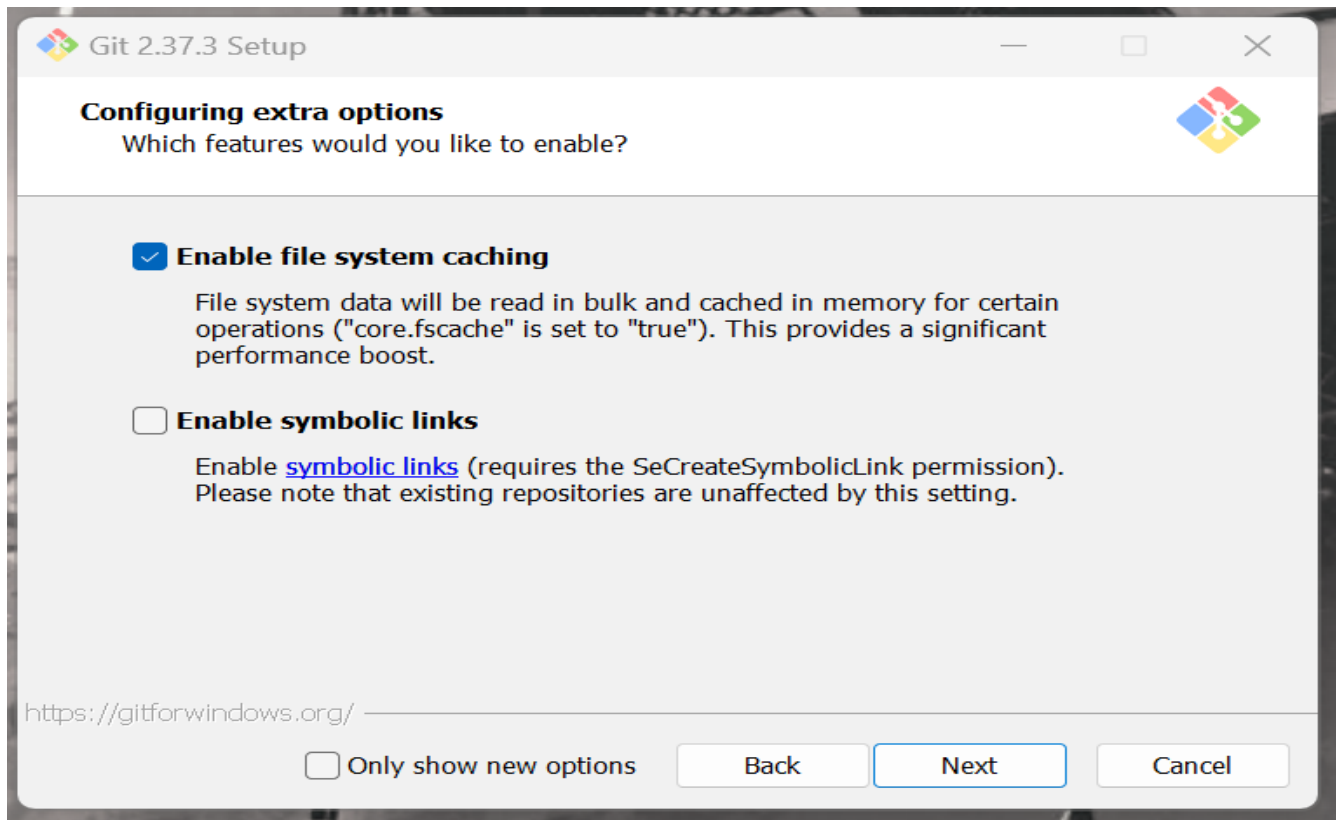 Git 2.37.3 Setup
Configuring extra options
Which features would you like to enable?
Enable file system caching
File system data will be read in bulk and cached in memory for certain
operations ("core.fscache" is set to "true"). This provides a significant
performance boost.
Enable symbolic links
Enable symbolic links (requires the SeCreateSymbolicLink permission).
Please note that existing repositories are unaffected by this setting.
https://gitforwindows.org/
Only show new options
Back
Next
Cancel